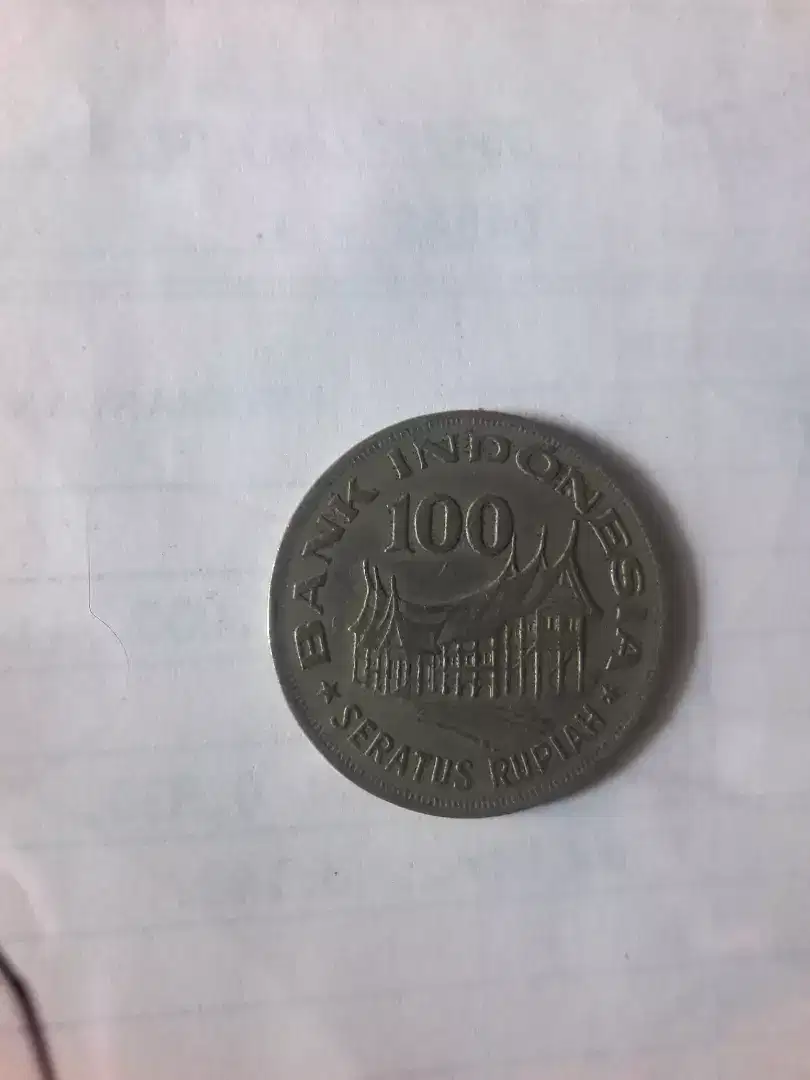 BANK INDONESIA
100
★ SERATUS RUPIAH ★